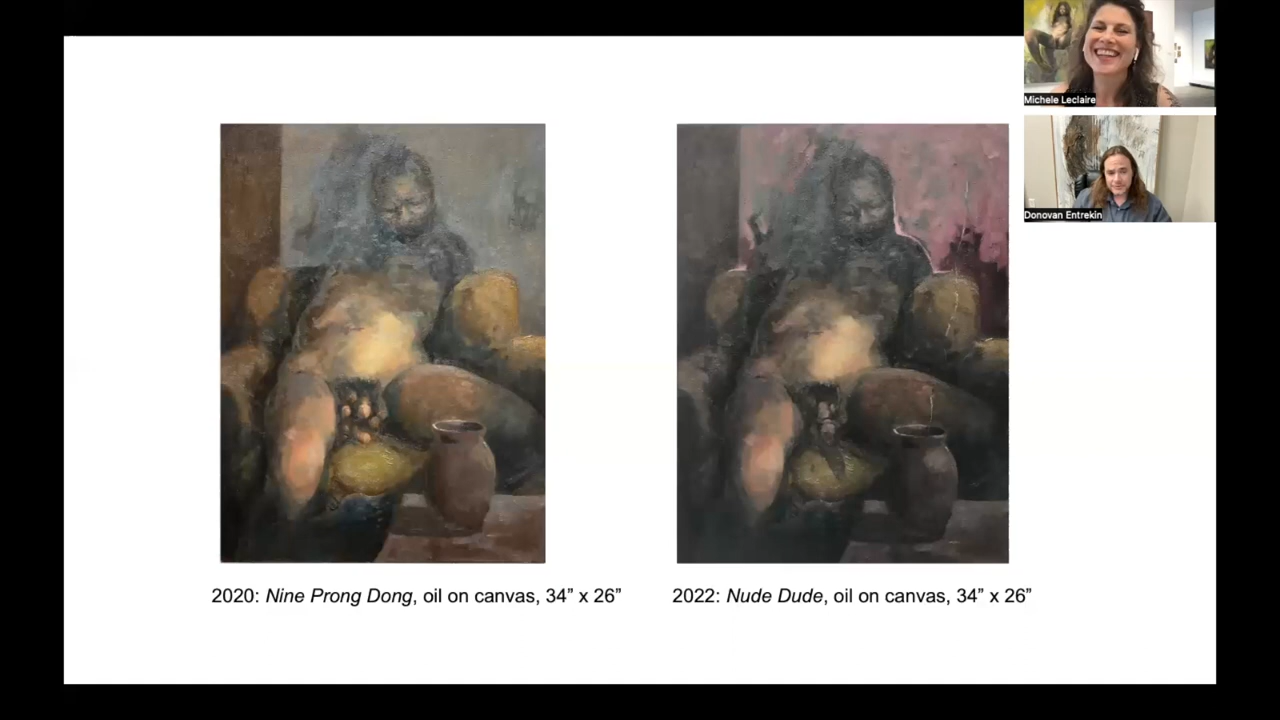 Michele Leclaire
Donovan Entrekin
2020: Nine Prong Dong, oil on canvas, 34” x 26”
2022: Nude Dude, oil on canvas, 34” x 26”